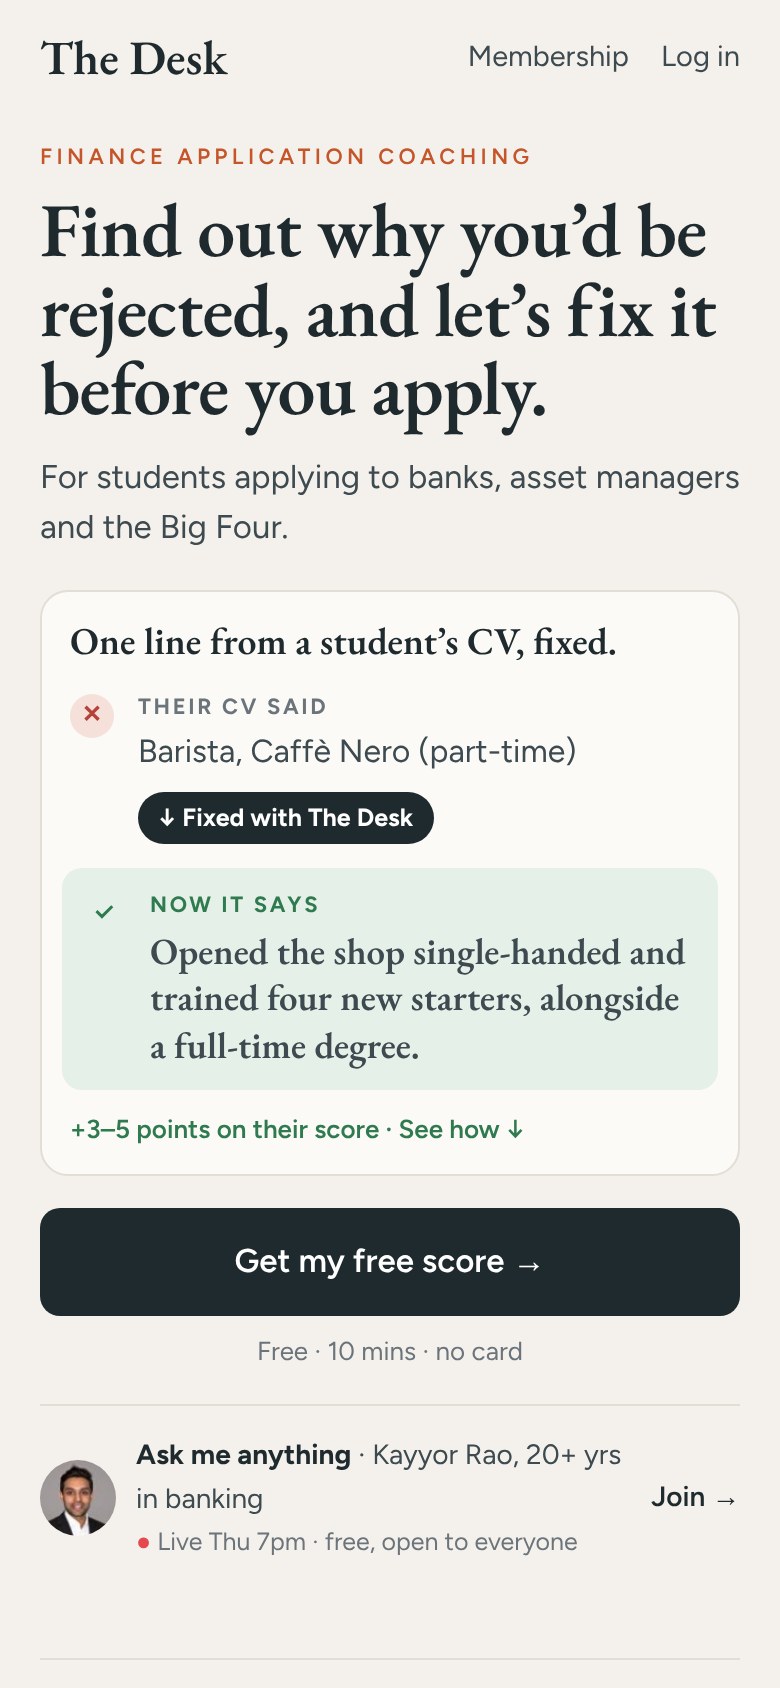 The Desk
Membership
Log in
FINANCE APPLICATION COACHING
Find out why you’d be
rejected, and let’s fix it
before you apply.
For students applying to banks, asset managers
and the Big Four.
One line from a student’s CV, fixed.
✕
THEIR CV SAID
Barista, Caffè Nero (part-time)
↓ Fixed with The Desk
✓
NOW IT SAYS
Opened the shop single-handed and
trained four new starters, alongside
a full-time degree.
+3–5 points on their score · See how ↓
Get my free score →
Free · 10 mins · no card
Ask me anything · Kayyor Rao, 20+ yrs
in banking
Join →
Live Thu 7pm · free, open to everyone